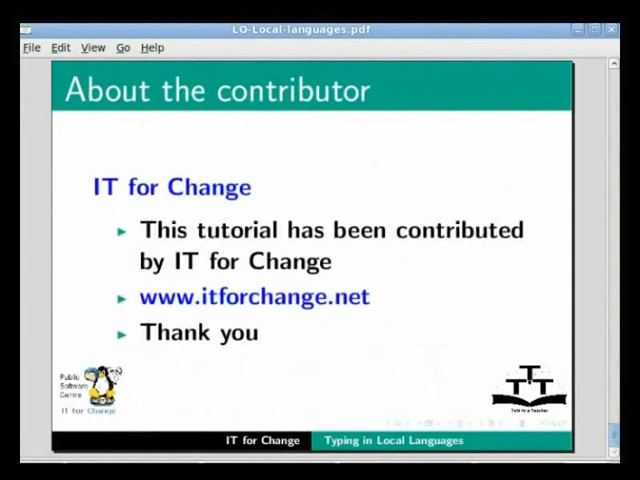 LO-Local-languages.pdf
File Edit View Go Help
About the contributor
IT for Change
This tutorial has been contributed
by IT for Change
www.itforchange.net
Thank you
Public
Software
Centre
IT for Change
TTT
Talk to a Teacher
IT for Change Typing in Local Languages